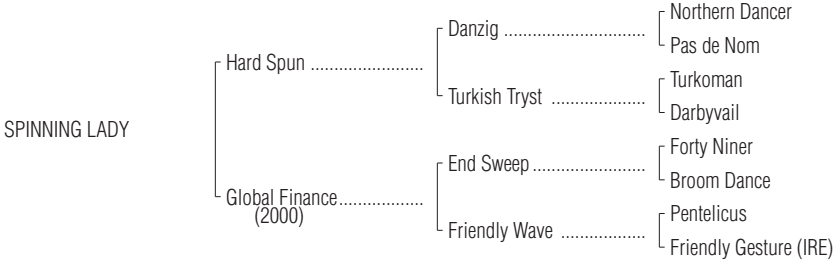 Northern Dancer
Danzig ..............................
Pas de Nom
Hard Spun ........................
Turkoman
Turkish Tryst ....................
Darbyvail
SPINNING LADY
Forty Niner
End Sweep ........................
Broom Dance
Global Finance ..................
(2000)
Pentelicus
Friendly Wave ..................
Friendly Gesture (IRE)